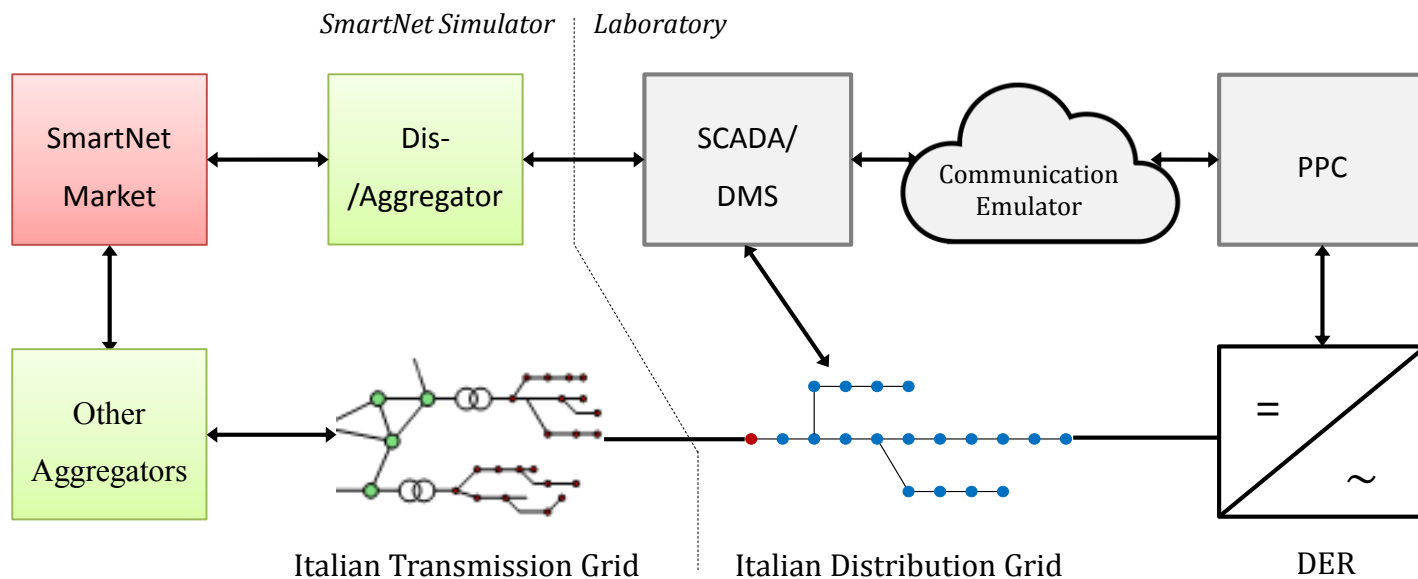 SmartNet Simulator
Laboratory
SmartNet
Market
Dis-
/Aggregator
SCADA/
DMS
Communication
Emulator
PPC
Other
Aggregators
=
~
Italian Transmission Grid
Italian Distribution Grid
DER